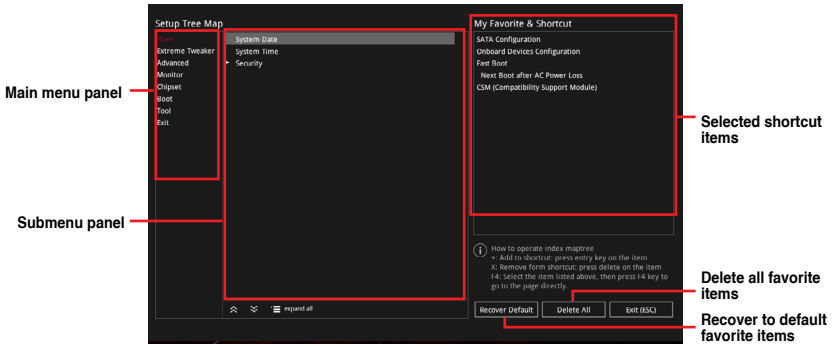 Setup Tree Map
My Favorite & Shortcut
Main
Extreme Tweaker
Advanced
Monitor
Chipset
Boot
Tool
Exit
System Date
System Time
Security
SATA Configuration
Onboard Devices Configuration
Fast Boot
Next Boot after AC Power Loss
CSM (Compatibility Support Module)
Main menu panel
Submenu panel
Selected shortcut
items
How to operate index maptree
+: Add to shortcut: press entry key on the item
X: Remove form shortcut: press delete on the item
F4: Select the item listed above, then press F4 key to
go to the page directly.
Delete all favorite
items
expand all
Recover Default
Delete All
Exit (ESC)
Recover to default
favorite items